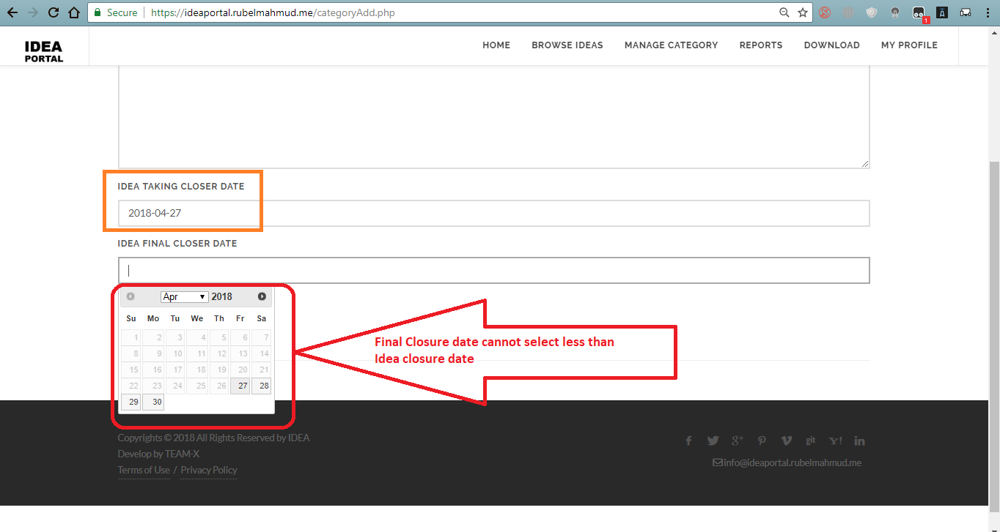 Secure https://ideaportal.rubelmahmud.me/categoryAdd.php
1
IDEA
PORTAL
HOME BROWSE IDEAS MANAGE CATEGORY REPORTS DOWNLOAD MY PROFILE
IDEA TAKING CLOSER DATE
2018-04-27
IDEA FINAL CLOSER DATE
Apr 2018
Su Mo Tu We Th Fr Sa
1 2 3 4 5 6 7
8 9 10 11 12 13 14
15 16 17 18 19 20 21
22 23 24 25 26 27 28
29 30
Final Closure date cannot select less than
Idea closure date
Copyrights © 2018 All Rights Reserved by IDEA
Develop by TEAM-X
Terms of Use / Privacy Policy
info@ideaportal.rubelmahmud.me